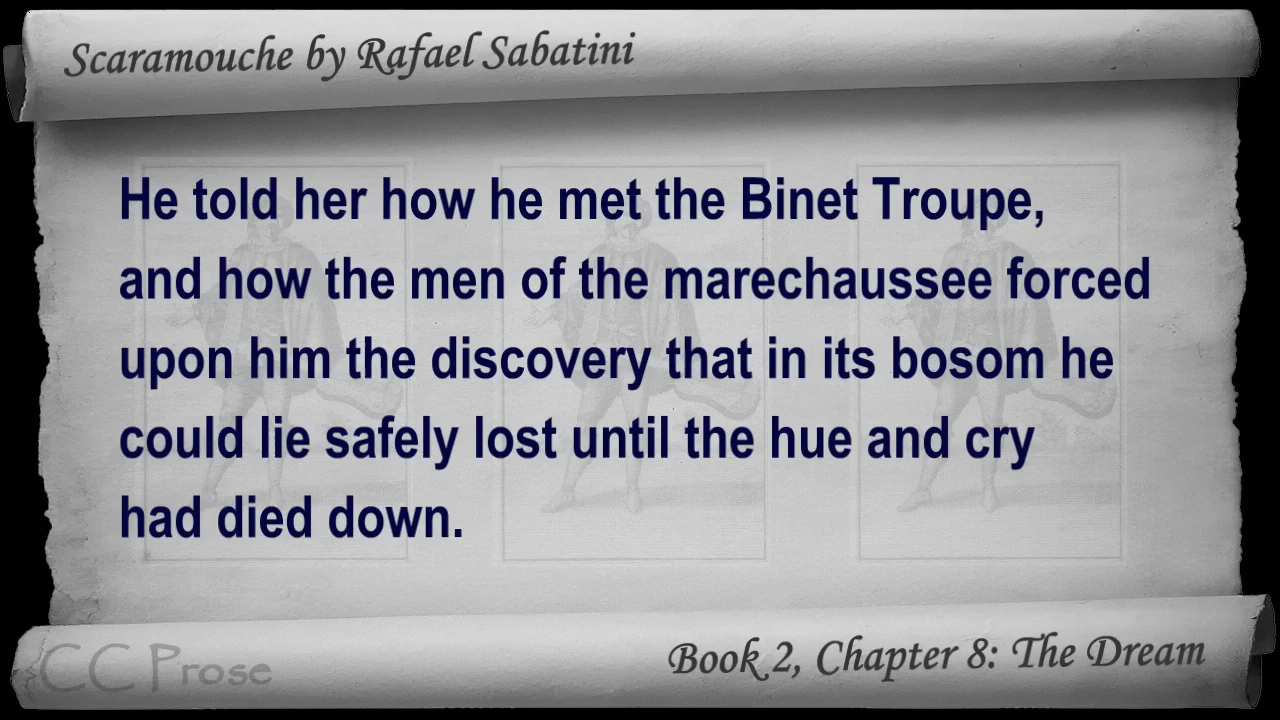 Scaramouche by Rafael Sabatini
He told her how he met the Binet Troupe,
and how the men of the marechaussee forced
upon him the discovery that in its bosom he
could lie safely lost until the hue and cry
had died down.
CC Prose
Book 2, Chapter 8: The Dream